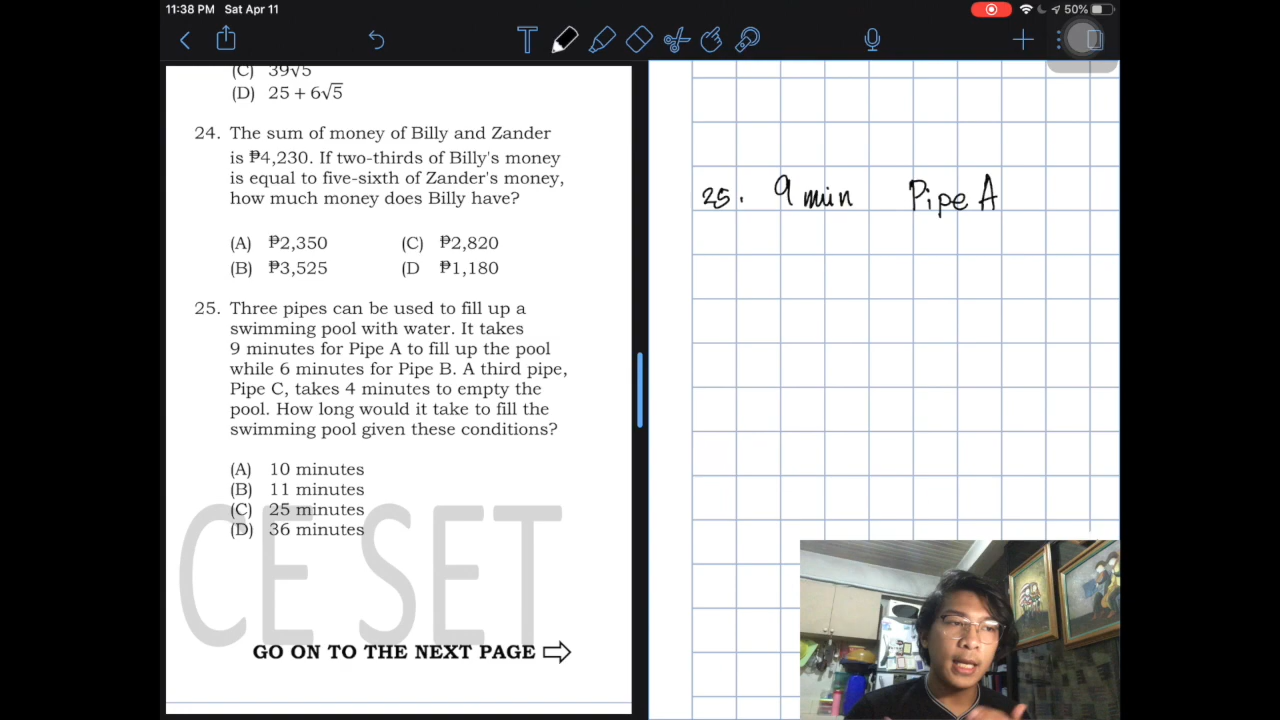 11:38 PM Sat Apr 11
50%
(C) 39√5
(D) 25 + 6√5
24. The sum of money of Billy and Zander
is ₱4,230. If two-thirds of Billy's money
is equal to five-sixth of Zander's money,
how much money does Billy have?
(A) ₱2,350 (C) ₱2,820
(B) ₱3,525 (D ₱1,180
25. Three pipes can be used to fill up a
swimming pool with water. It takes
9 minutes for Pipe A to fill up the pool
while 6 minutes for Pipe B. A third pipe,
Pipe C, takes 4 minutes to empty the
pool. How long would it take to fill the
swimming pool given these conditions?
(A) 10 minutes
(B) 11 minutes
(C) 25 minutes
(D) 36 minutes
CE SET
GO ON TO THE NEXT PAGE
25. 9 min Pipe A